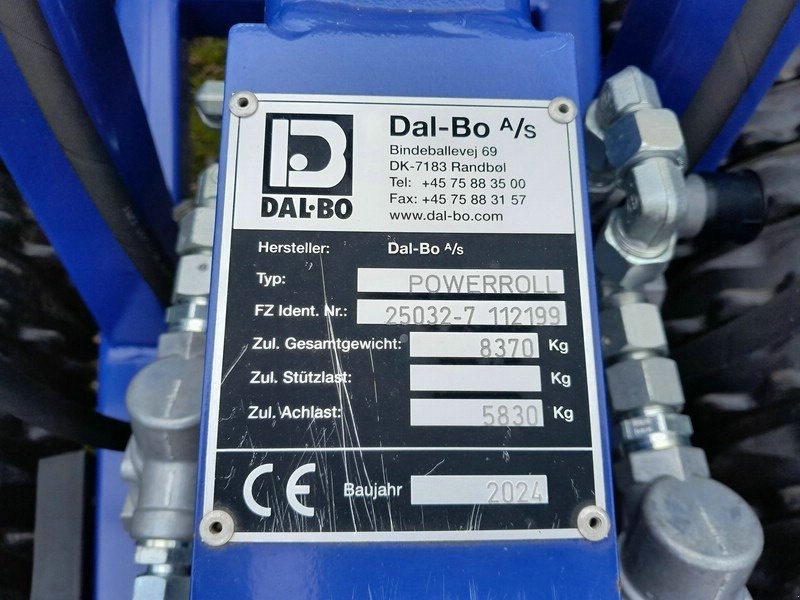 DAL-BO
Dal-Bo A/s
Bindeballevej 69
DK-7183 Randbøl
Tel: +45 75 88 35 00
Fax: +45 75 88 31 57
www.dal-bo.com
Hersteller: Dal-Bo A/s
Typ: POWERROLL
FZ Ident. Nr.: 25032-7 112199
Zul. Gesamtgewicht: 8370 Kg
Zul. Stützlast: Kg
Zul. Achlast: 5830 Kg
CE Baujahr 2024